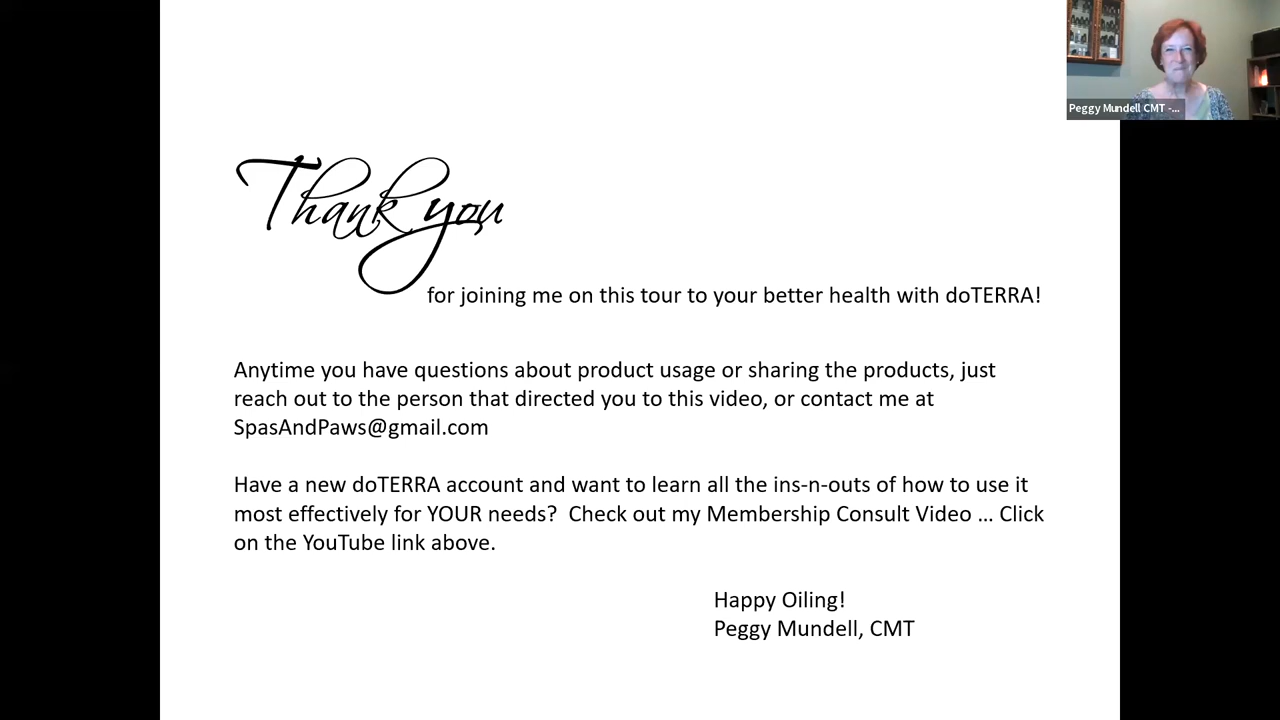 Peggy Mundell CMT -...
Thank you
for joining me on this tour to your better health with doTERRA!
Anytime you have questions about product usage or sharing the products, just
reach out to the person that directed you to this video, or contact me at
SpasAndPaws@gmail.com
Have a new doTERRA account and want to learn all the ins-n-outs of how to use it
most effectively for YOUR needs?  Check out my Membership Consult Video ... Click
on the YouTube link above.
Happy Oiling!
Peggy Mundell, CMT